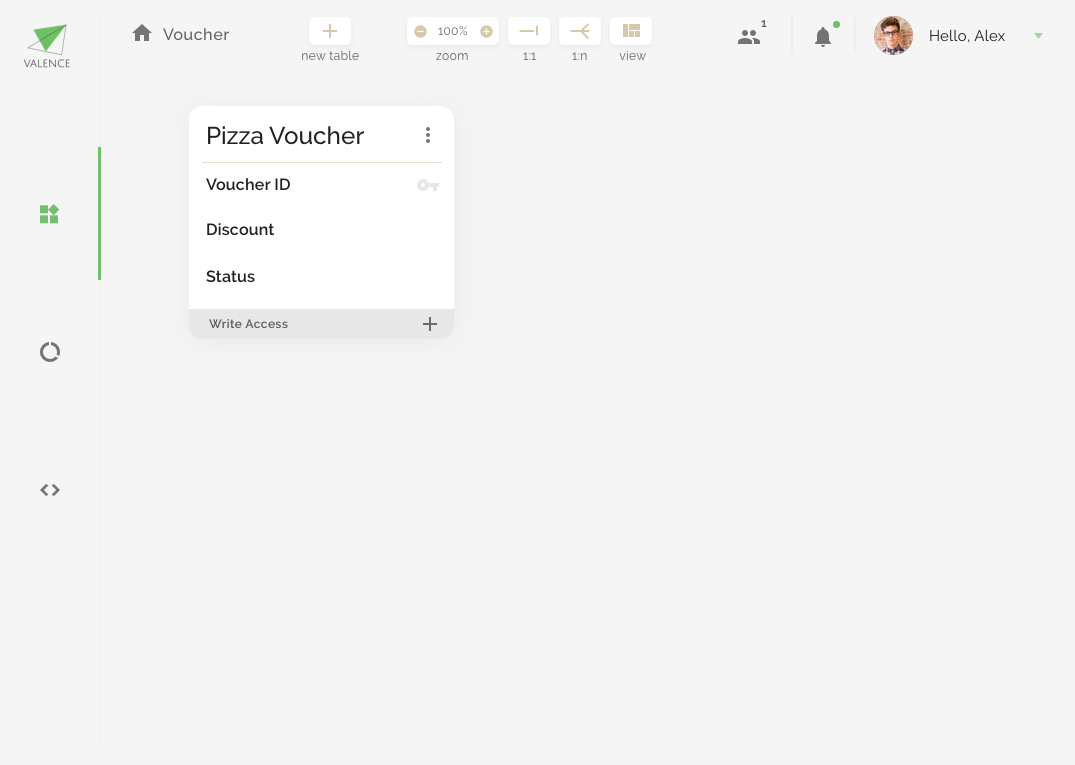 VALENCE
Voucher
new table
100%
zoom
1:1
1:n
view
1
Hello, Alex
Pizza Voucher
Voucher ID
Discount
Status
Write Access